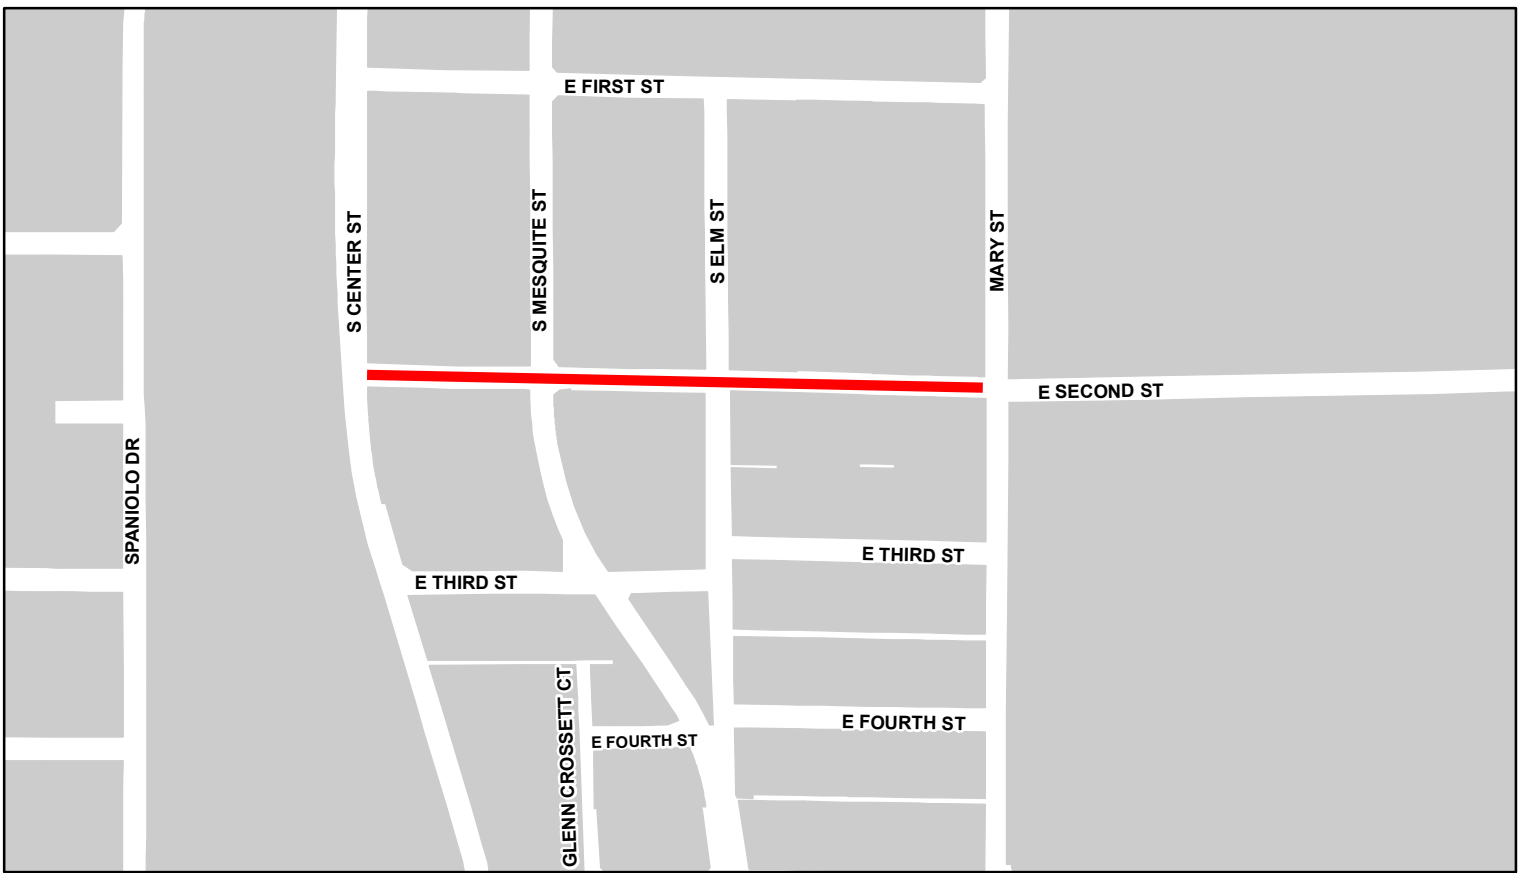 E FIRST ST
S CENTER ST
S MESQUITE ST
S ELM ST
MARY ST
E SECOND ST
SPANIOLO DR
E THIRD ST
E THIRD ST
GLENN CROSSETT CT
E FOURTH ST
E FOURTH ST